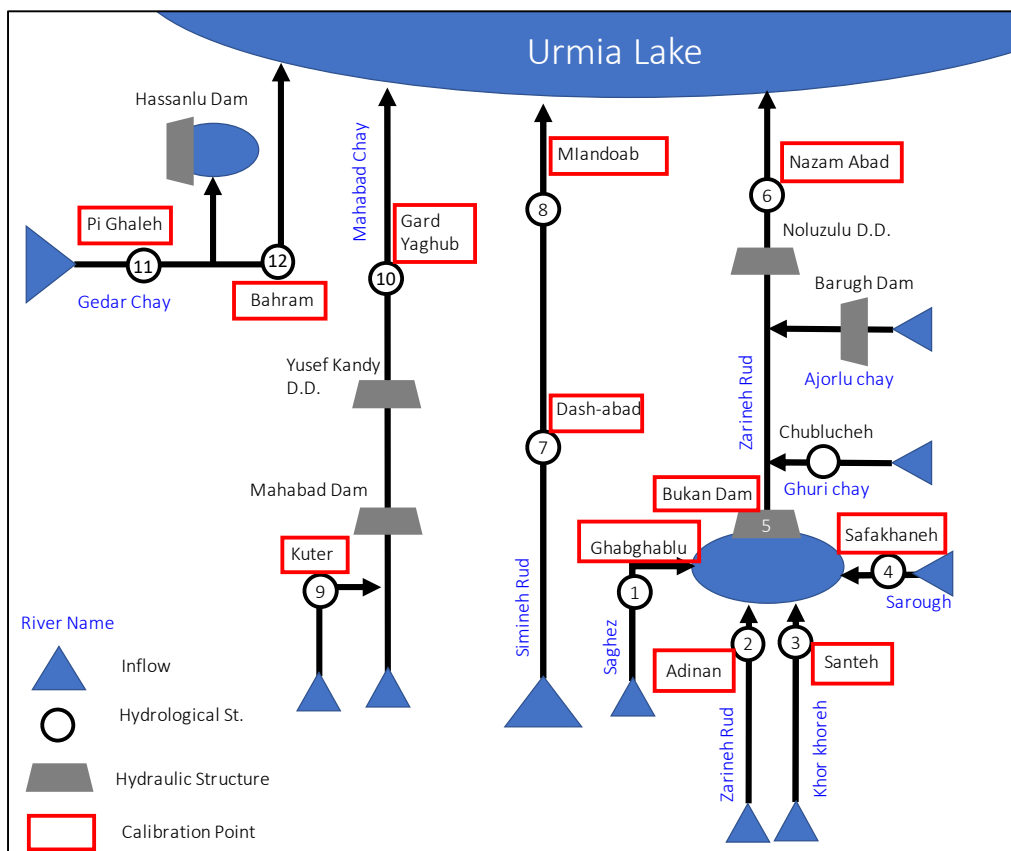 Urmia Lake
Hassanlu Dam
Pi Ghaleh
11
12
Gedar Chay
Bahram
Mahabad Chay
Gard
Yaghub
10
Yusef Kandy
D.D.
Mahabad Dam
Kuter
9
MIandoab
8
Dash-abad
7
Simineh Rud
Nazam Abad
6
Noluzulu D.D.
Barugh Dam
Ajorlu chay
Zarineh Rud
Chublucheh
Ghuri chay
Bukan Dam
5
Ghabghablu
1
Saghez
Safakhaneh
4
Sarough
2
Adinan
Zarineh Rud
3
Santeh
Khor khoreh
River Name
Inflow
Hydrological St.
Hydraulic Structure
Calibration Point